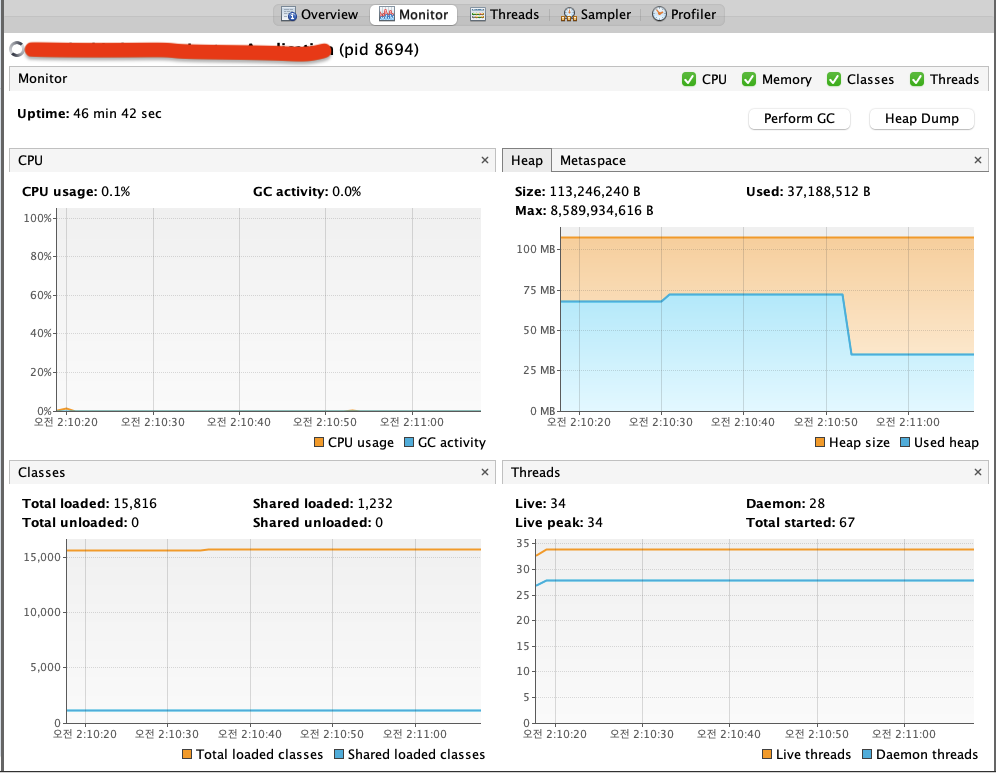 Overview Monitor Threads Sampler Profiler
(pid 8694)
Monitor CPU Memory Classes Threads
Uptime: 46 min 42 sec
Perform GC Heap Dump
CPU
CPU usage: 0.1% GC activity: 0.0%
100%
80%
60%
40%
20%
0%
오전 2:10:20 오전 2:10:30 오전 2:10:40 오전 2:10:50 오전 2:11:00
CPU usage GC activity
Heap Metaspace
Size: 113,246,240 B Used: 37,188,512 B
Max: 8,589,934,616 B
100 MB
75 MB
50 MB
25 MB
0 MB
오전 2:10:20 오전 2:10:30 오전 2:10:40 오전 2:10:50 오전 2:11:00
Heap size Used heap
Classes
Total loaded: 15,816 Shared loaded: 1,232
Total unloaded: 0 Shared unloaded: 0
15,000
10,000
5,000
0
오전 2:10:20 오전 2:10:30 오전 2:10:40 오전 2:10:50 오전 2:11:00
Total loaded classes Shared loaded classes
Threads
Live: 34 Daemon: 28
Live peak: 34 Total started: 67
35
30
25
20
15
10
5
0
오전 2:10:20 오전 2:10:30 오전 2:10:40 오전 2:10:50 오전 2:11:00
Live threads Daemon threads